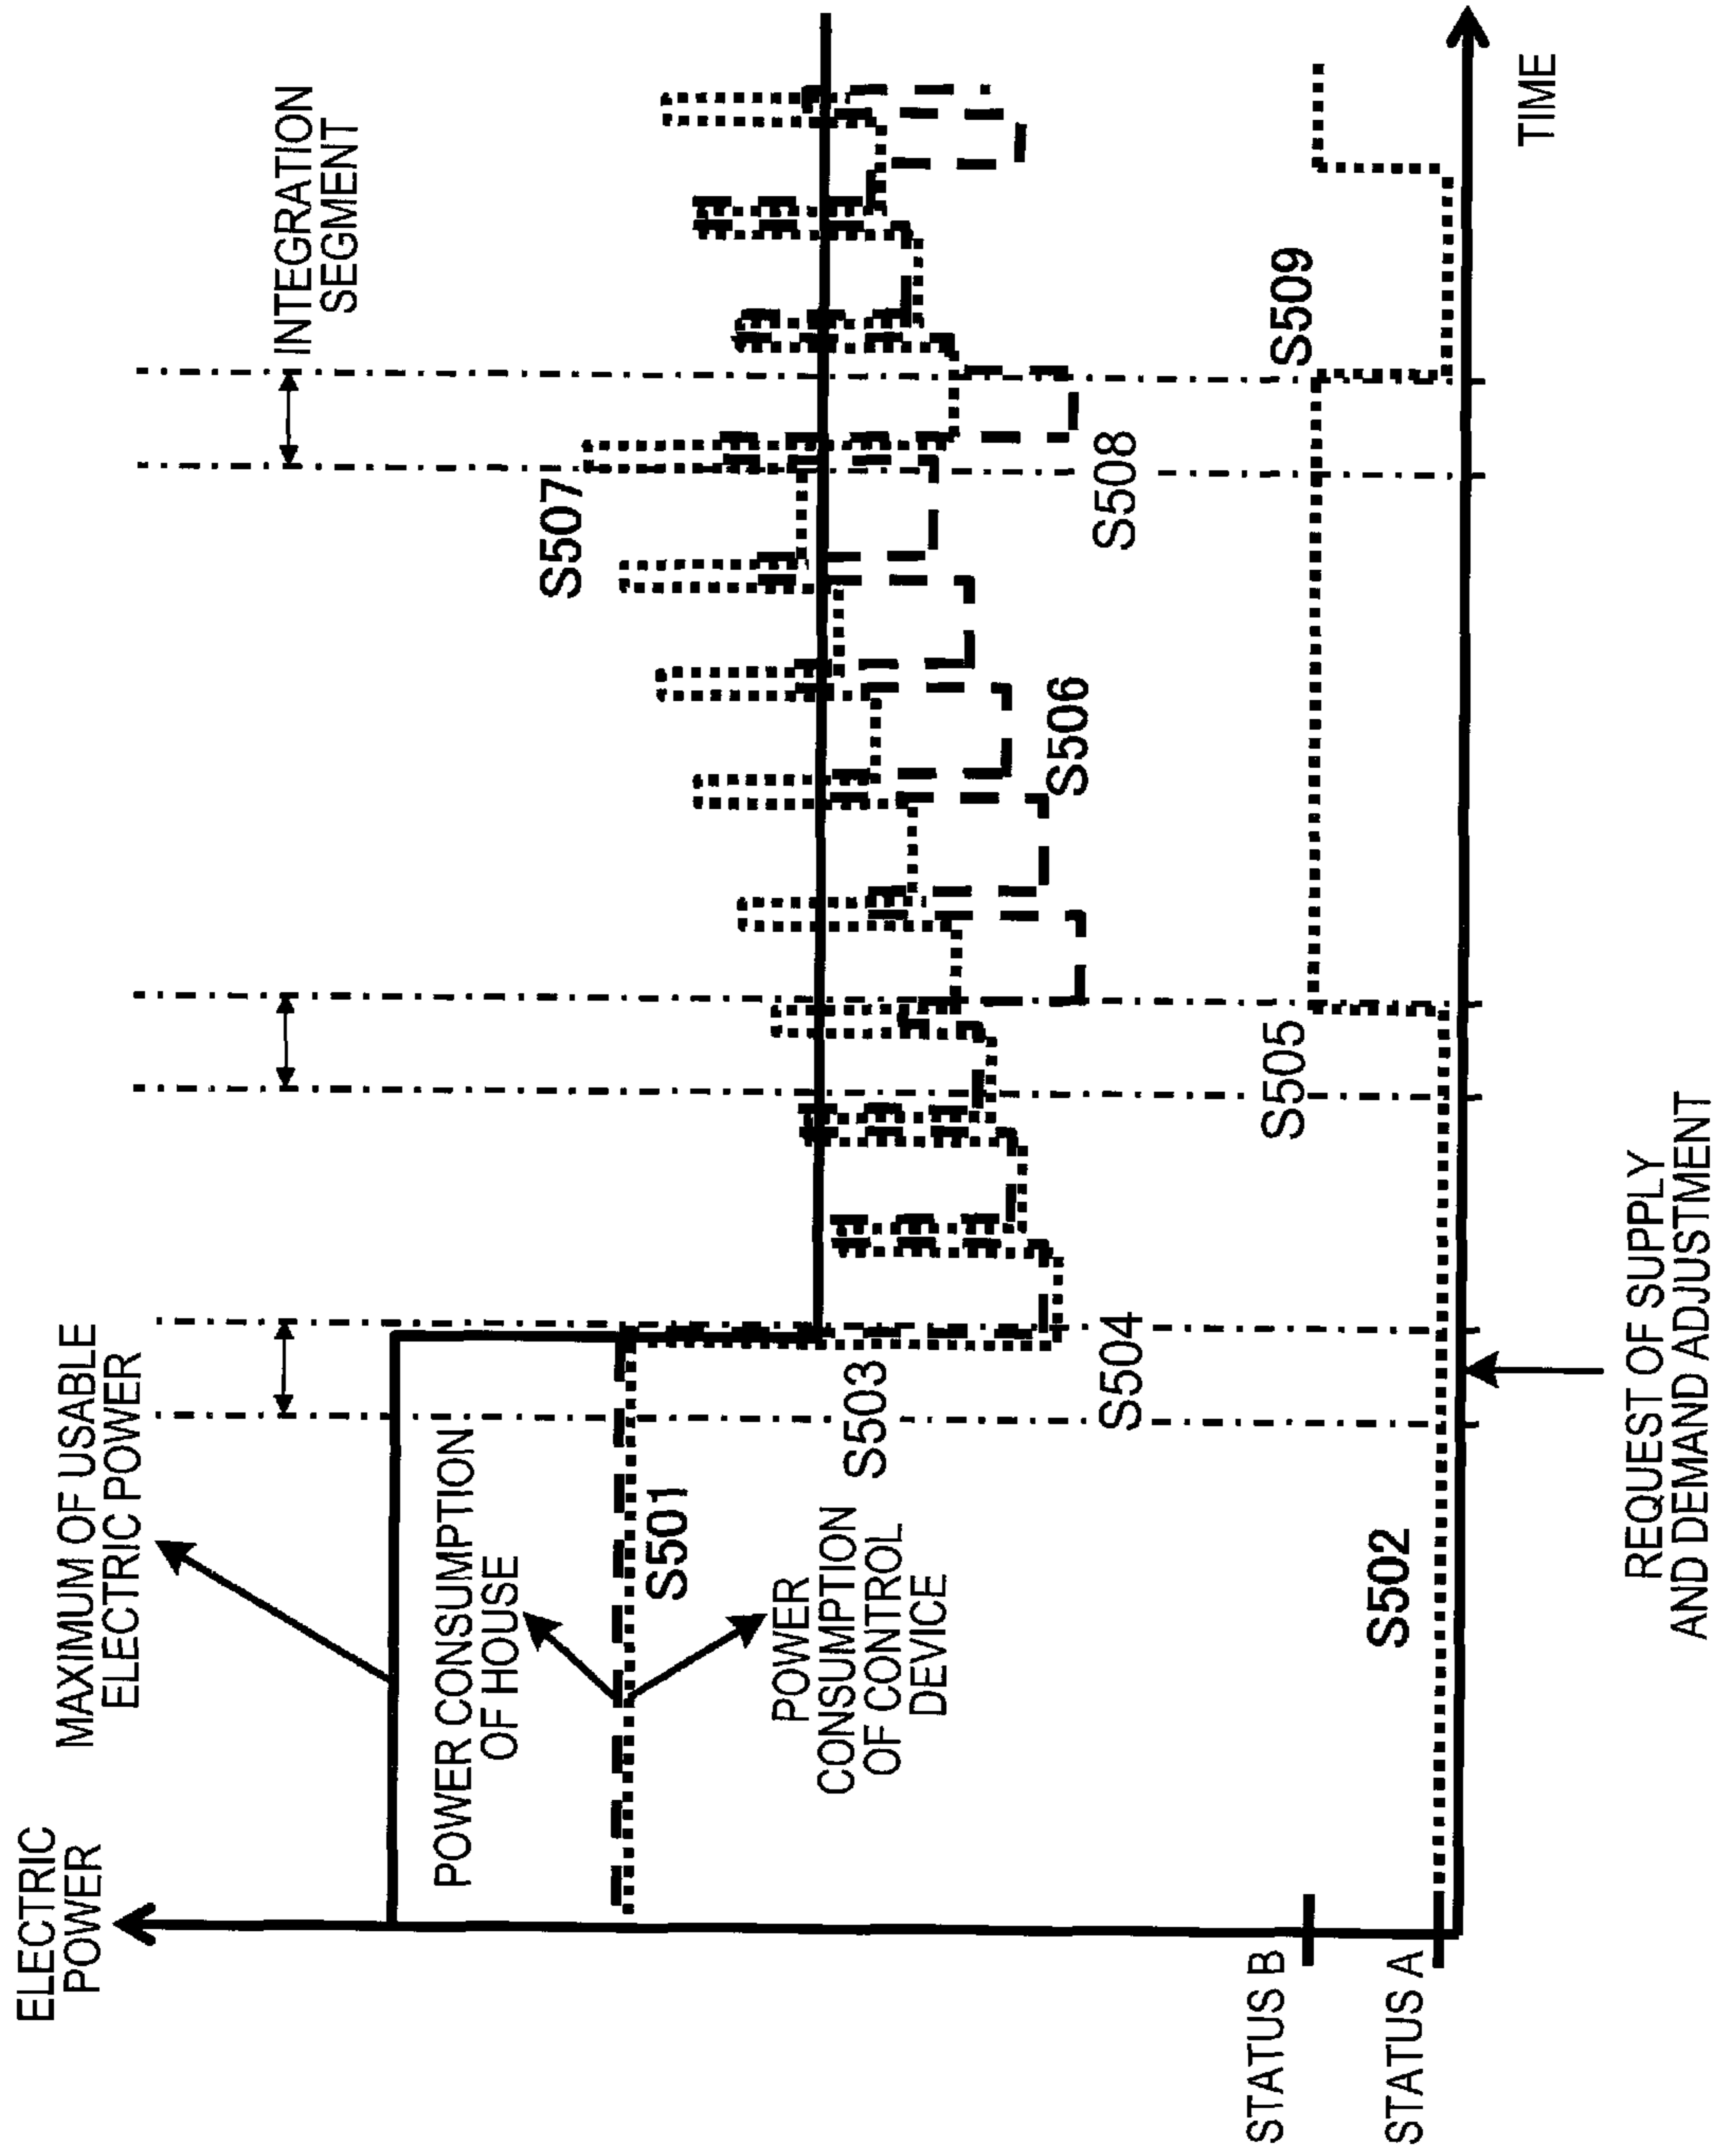 ELECTRIC
POWER
MAXIMUM OF USABLE
ELECTRIC POWER
INTEGRATION
SEGMENT
POWER CONSUMPTION
OF HOUSE
S501
POWER
CONSUMPTION
OF CONTROL
DEVICE
S503
S504
S505
S506
S507
S508
S509
S502
STATUS B
STATUS A
TIME
REQUEST OF SUPPLY
AND DEMAND ADJUSTMENT